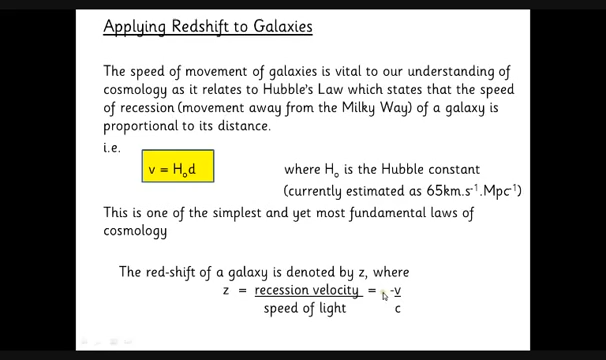 Applying Redshift to Galaxies
The speed of movement of galaxies is vital to our understanding of
cosmology as it relates to Hubble's Law which states that the speed
of recession (movement away from the Milky Way) of a galaxy is
proportional to its distance.
i.e.
v = H₀d where H₀ is the Hubble constant
(currently estimated as 65km.s⁻¹.Mpc⁻¹)
This is one of the simplest and yet most fundamental laws of
cosmology
The red-shift of a galaxy is denoted by z, where
z = recession velocity = -v
speed of light c